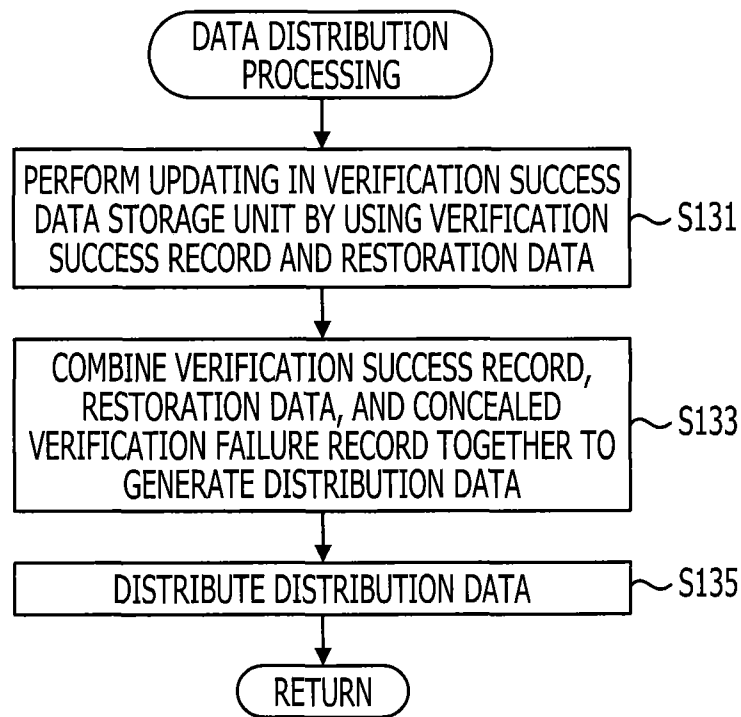 DATA DISTRIBUTION
PROCESSING
PERFORM UPDATING IN VERIFICATION SUCCESS
DATA STORAGE UNIT BY USING VERIFICATION
SUCCESS RECORD AND RESTORATION DATA
S131
COMBINE VERIFICATION SUCCESS RECORD,
RESTORATION DATA, AND CONCEALED
VERIFICATION FAILURE RECORD TOGETHER TO
GENERATE DISTRIBUTION DATA
S133
DISTRIBUTE DISTRIBUTION DATA
S135
RETURN